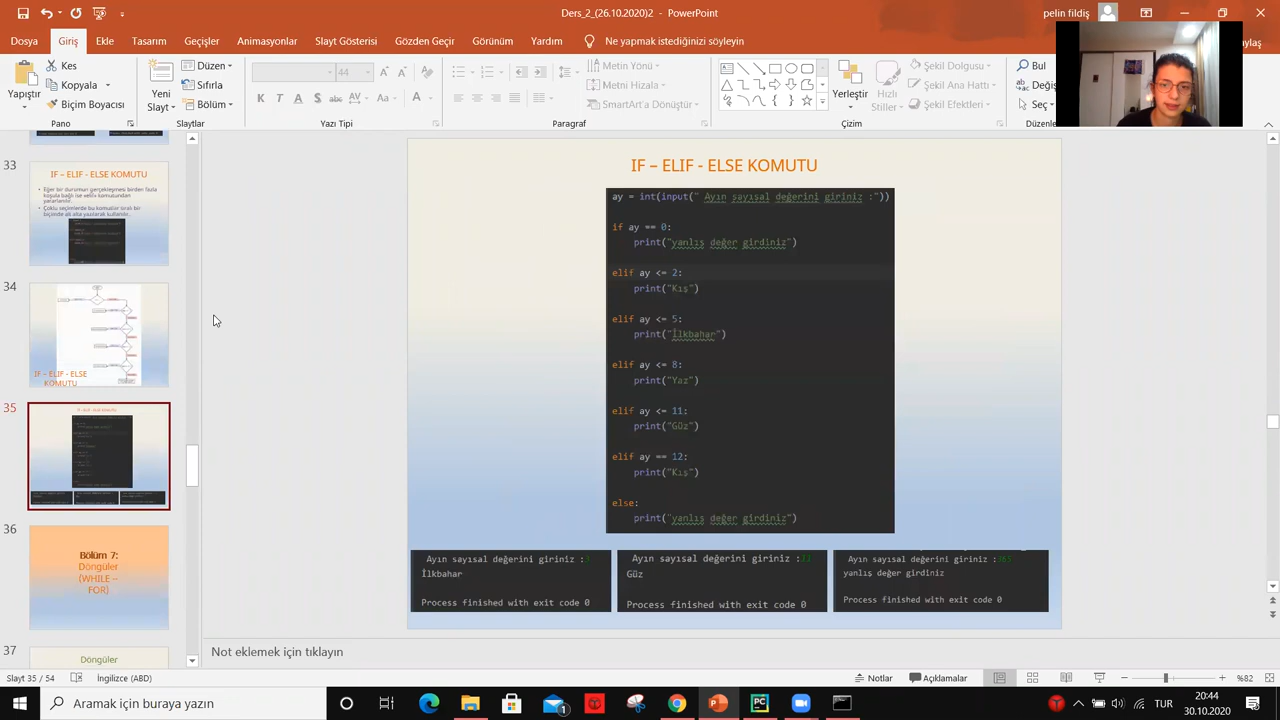 Ders_2_(26.10.2020)2 - PowerPoint
pelin filiz
Dosya Giriş Ekle Tasarım Geçişler Animasyonlar Slayt Gösterisi Gözden Geçir Görünüm Yardım Ne yapmak istediğinizi söyleyin
Yapıştır
Kes
Kopyala
Biçim Boyacısı
Pano
Yeni
Slayt
Düzen
Sıfırla
Bölüm
Slaytlar
44
K T A S
Aa
A
Yazı Tipi
Metin Yönü
Metni Hizala
SmartArt'a Dönüştür
Paragraf
Yerleştir
Hızlı
Stiller
Şekil Dolgusu
Şekil Ana Hattı
Şekil Efektleri
Çizim
Bul
Değiş
Seç
Düzenle
33
IF – ELIF - ELSE KOMUTU
34
IF – ELIF - ELSE
KOMUTU
35
36
Bölüm 7:
Döngüler
(WHILE –
FOR)
37
Döngüler
IF – ELIF - ELSE KOMUTU
ay = int(input(" Ayın sayısal değerini giriniz :"))
if ay == 0:
print("yanlış değer girdiniz")
elif ay <= 2:
print("Kış")
elif ay <= 5:
print("İlkbahar")
elif ay <= 8:
print("Yaz")
elif ay <= 11:
print("Güz")
elif ay == 12:
print("Kış")
else:
print("yanlış değer girdiniz")
Ayın sayısal değerini giriniz :
İlkbahar
Process finished with exit code 0
Ayın sayısal değerini giriniz :
Güz
Process finished with exit code 0
Ayın sayısal değerini giriniz :
yanlış değer girdiniz
Process finished with exit code 0
Not eklemek için tıklayın
Slayt 35 / 54 İngilizce (ABD) Notlar Açıklamalar %82
Aramak için buraya yazın
TUR
20:44
30.10.2020